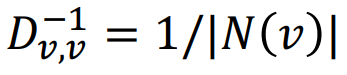 $D_{v,v}^{-1} = 1/|N(v)|$